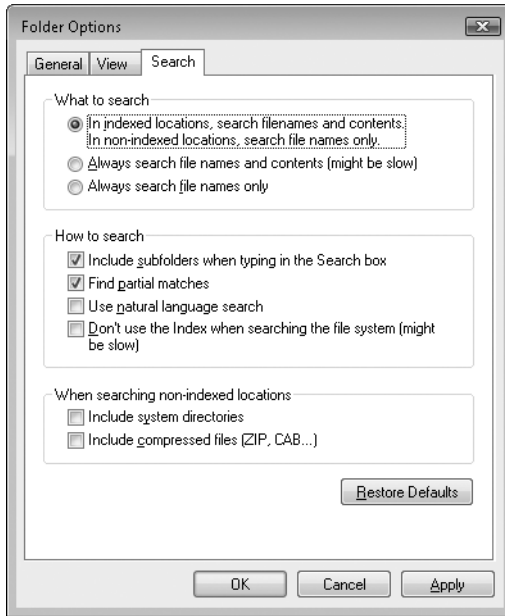 Folder Options
General View Search
What to search
In indexed locations, search filenames and contents.
In non-indexed locations, search file names only.
Always search file names and contents (might be slow)
Always search file names only
How to search
Include subfolders when typing in the Search box
Find partial matches
Use natural language search
Don't use the Index when searching the file system (might
be slow)
When searching non-indexed locations
Include system directories
Include compressed files (ZIP, CAB...)
Restore Defaults
OK Cancel Apply